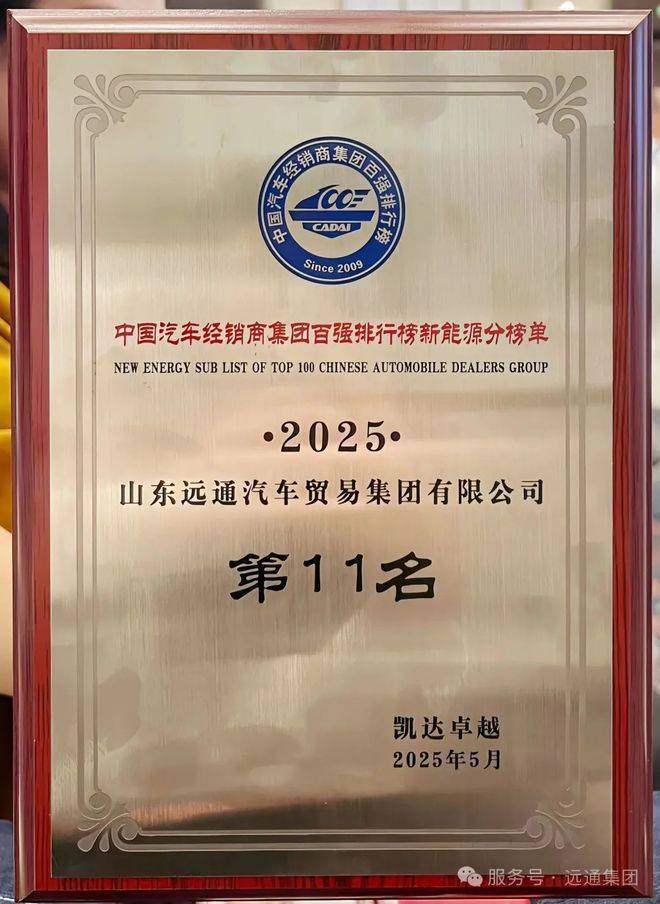 中国汽车经销商集团百强排行榜
100E
CADAI
Since 2009
中国汽车经销商集团百强排行榜新能源分榜单
NEW ENERGY SUB LIST OF TOP 100 CHINESE AUTOMOBILE DEALERS GROUP
·2025·
山东远通汽车贸易集团有限公司
第11名
凯达卓越
2025年5月
服务号·远通集团